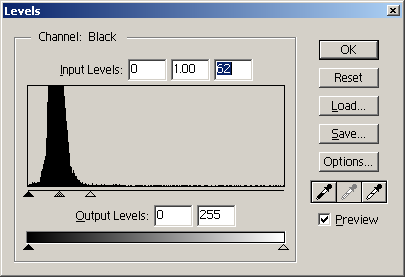 Levels
Channel: Black
Input Levels: 0 1.00 62
Output Levels: 0 255
OK
Reset
Load...
Save...
Options...
Preview